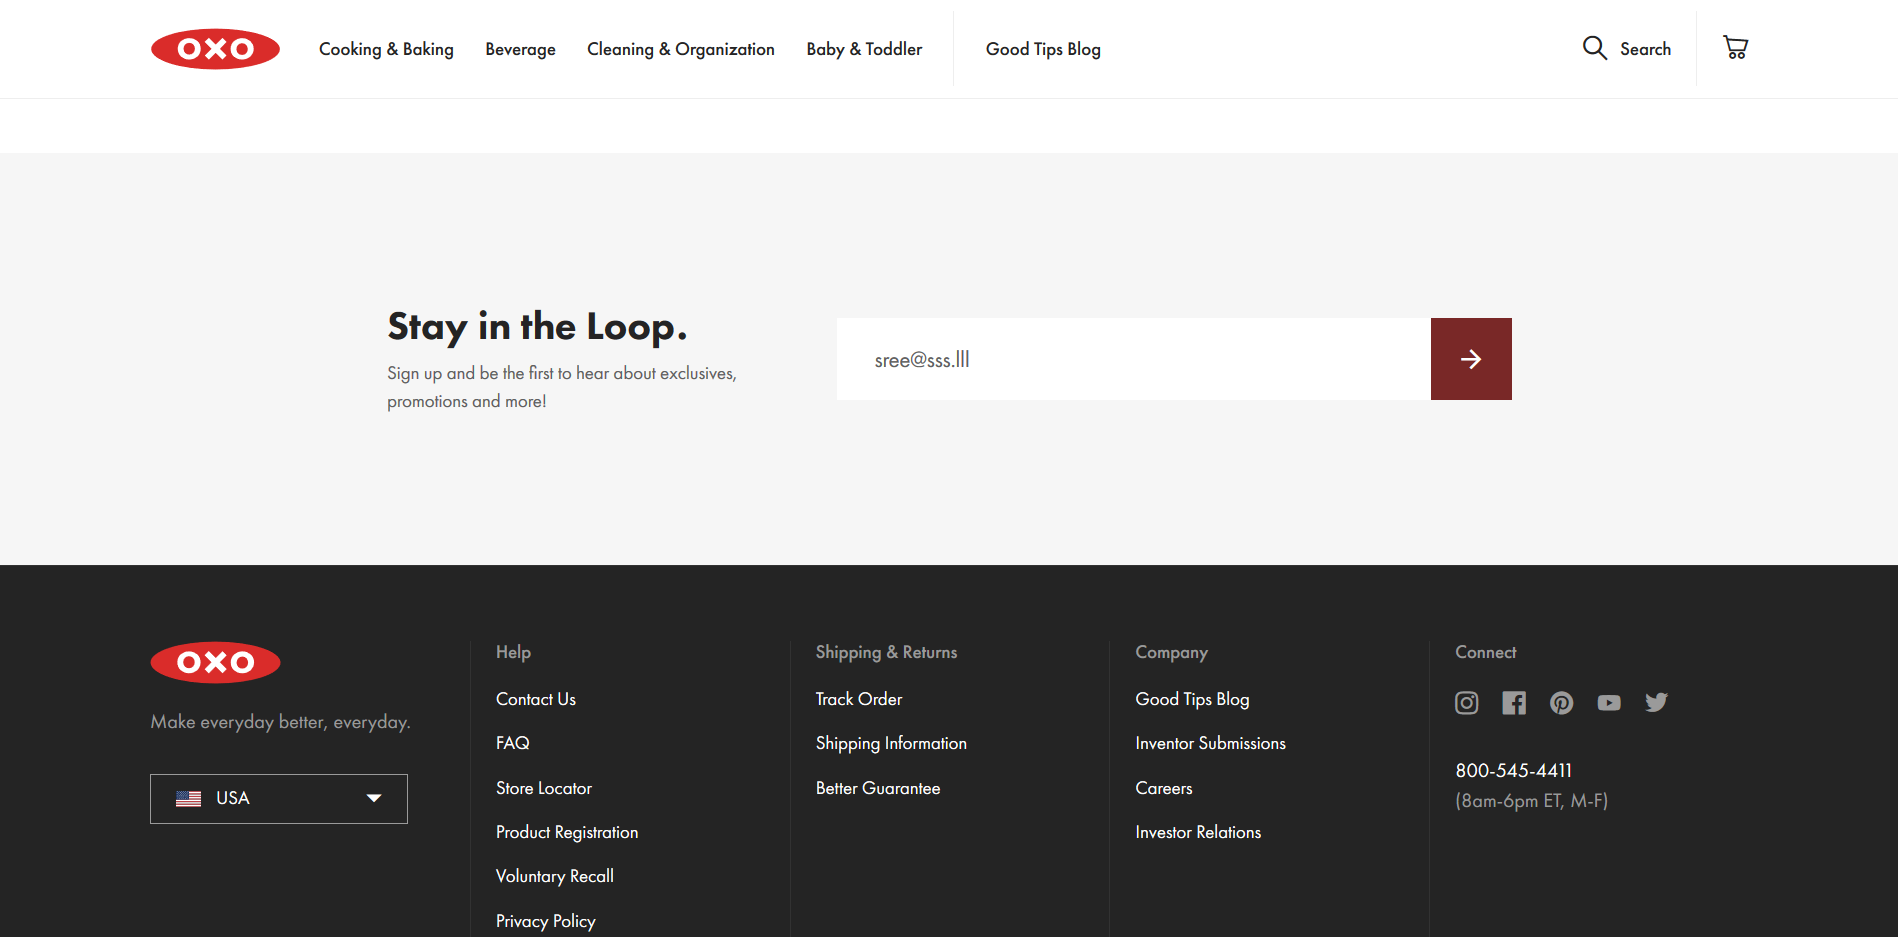 OXO
Cooking & Baking
Beverage
Cleaning & Organization
Baby & Toddler
Good Tips Blog
Search
Stay in the Loop.
Sign up and be the first to hear about exclusives,
promotions and more!
sree@sss.lll
OXO
Make everyday better, everyday.
USA
Help
Contact Us
FAQ
Store Locator
Product Registration
Voluntary Recall
Privacy Policy
Shipping & Returns
Track Order
Shipping Information
Better Guarantee
Company
Good Tips Blog
Inventor Submissions
Careers
Investor Relations
Connect
800-545-4411
(8am-6pm ET, M-F)